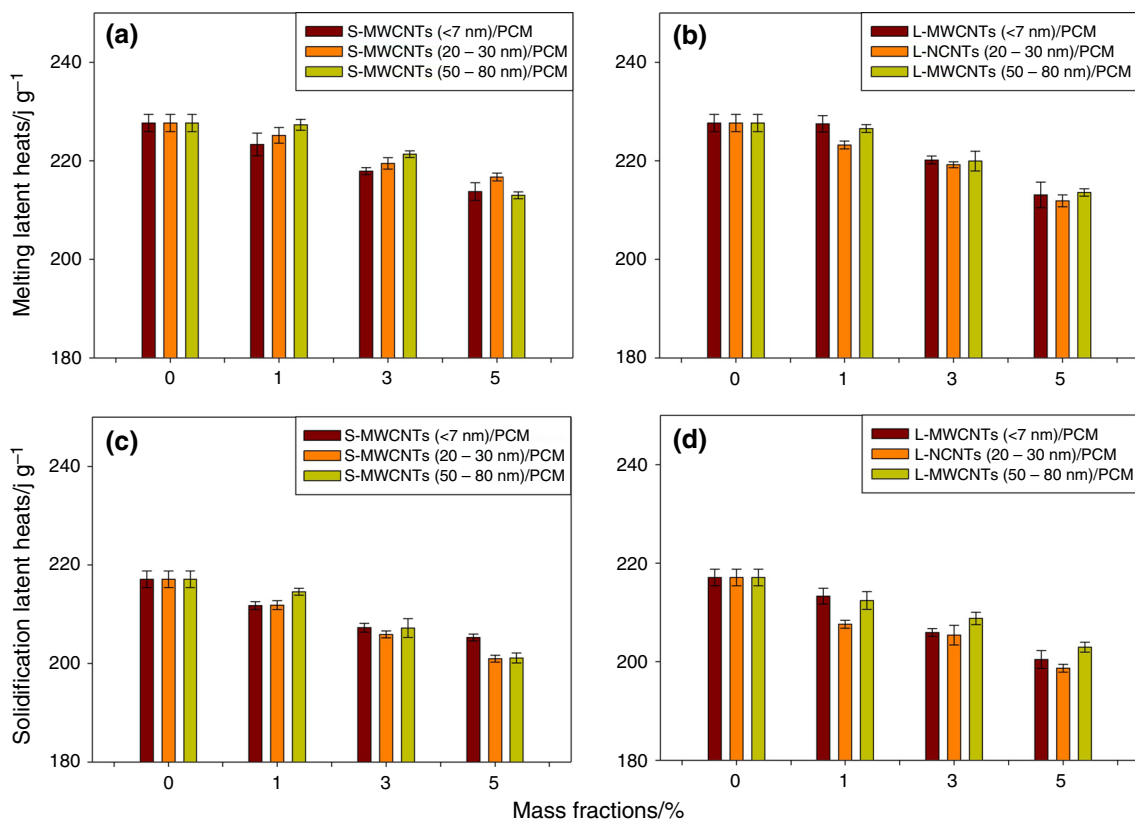 (a)
S-MWCNTs (<7 nm)/PCM
S-MWCNTs (20 – 30 nm)/PCM
S-MWCNTs (50 – 80 nm)/PCM
240
220
200
180
0 1 3 5
Melting latent heats/j g⁻¹
(b)
L-MWCNTs (<7 nm)/PCM
L-NCNTs (20 – 30 nm)/PCM
L-MWCNTs (50 – 80 nm)/PCM
240
220
200
180
0 1 3 5
(c)
S-MWCNTs (<7 nm)/PCM
S-MWCNTs (20 – 30 nm)/PCM
S-MWCNTs (50 – 80 nm)/PCM
240
220
200
180
0 1 3 5
Solidification latent heats/j g⁻¹
(d)
L-MWCNTs (<7 nm)/PCM
L-NCNTs (20 – 30 nm)/PCM
L-MWCNTs (50 – 80 nm)/PCM
240
220
200
180
0 1 3 5
Mass fractions/%